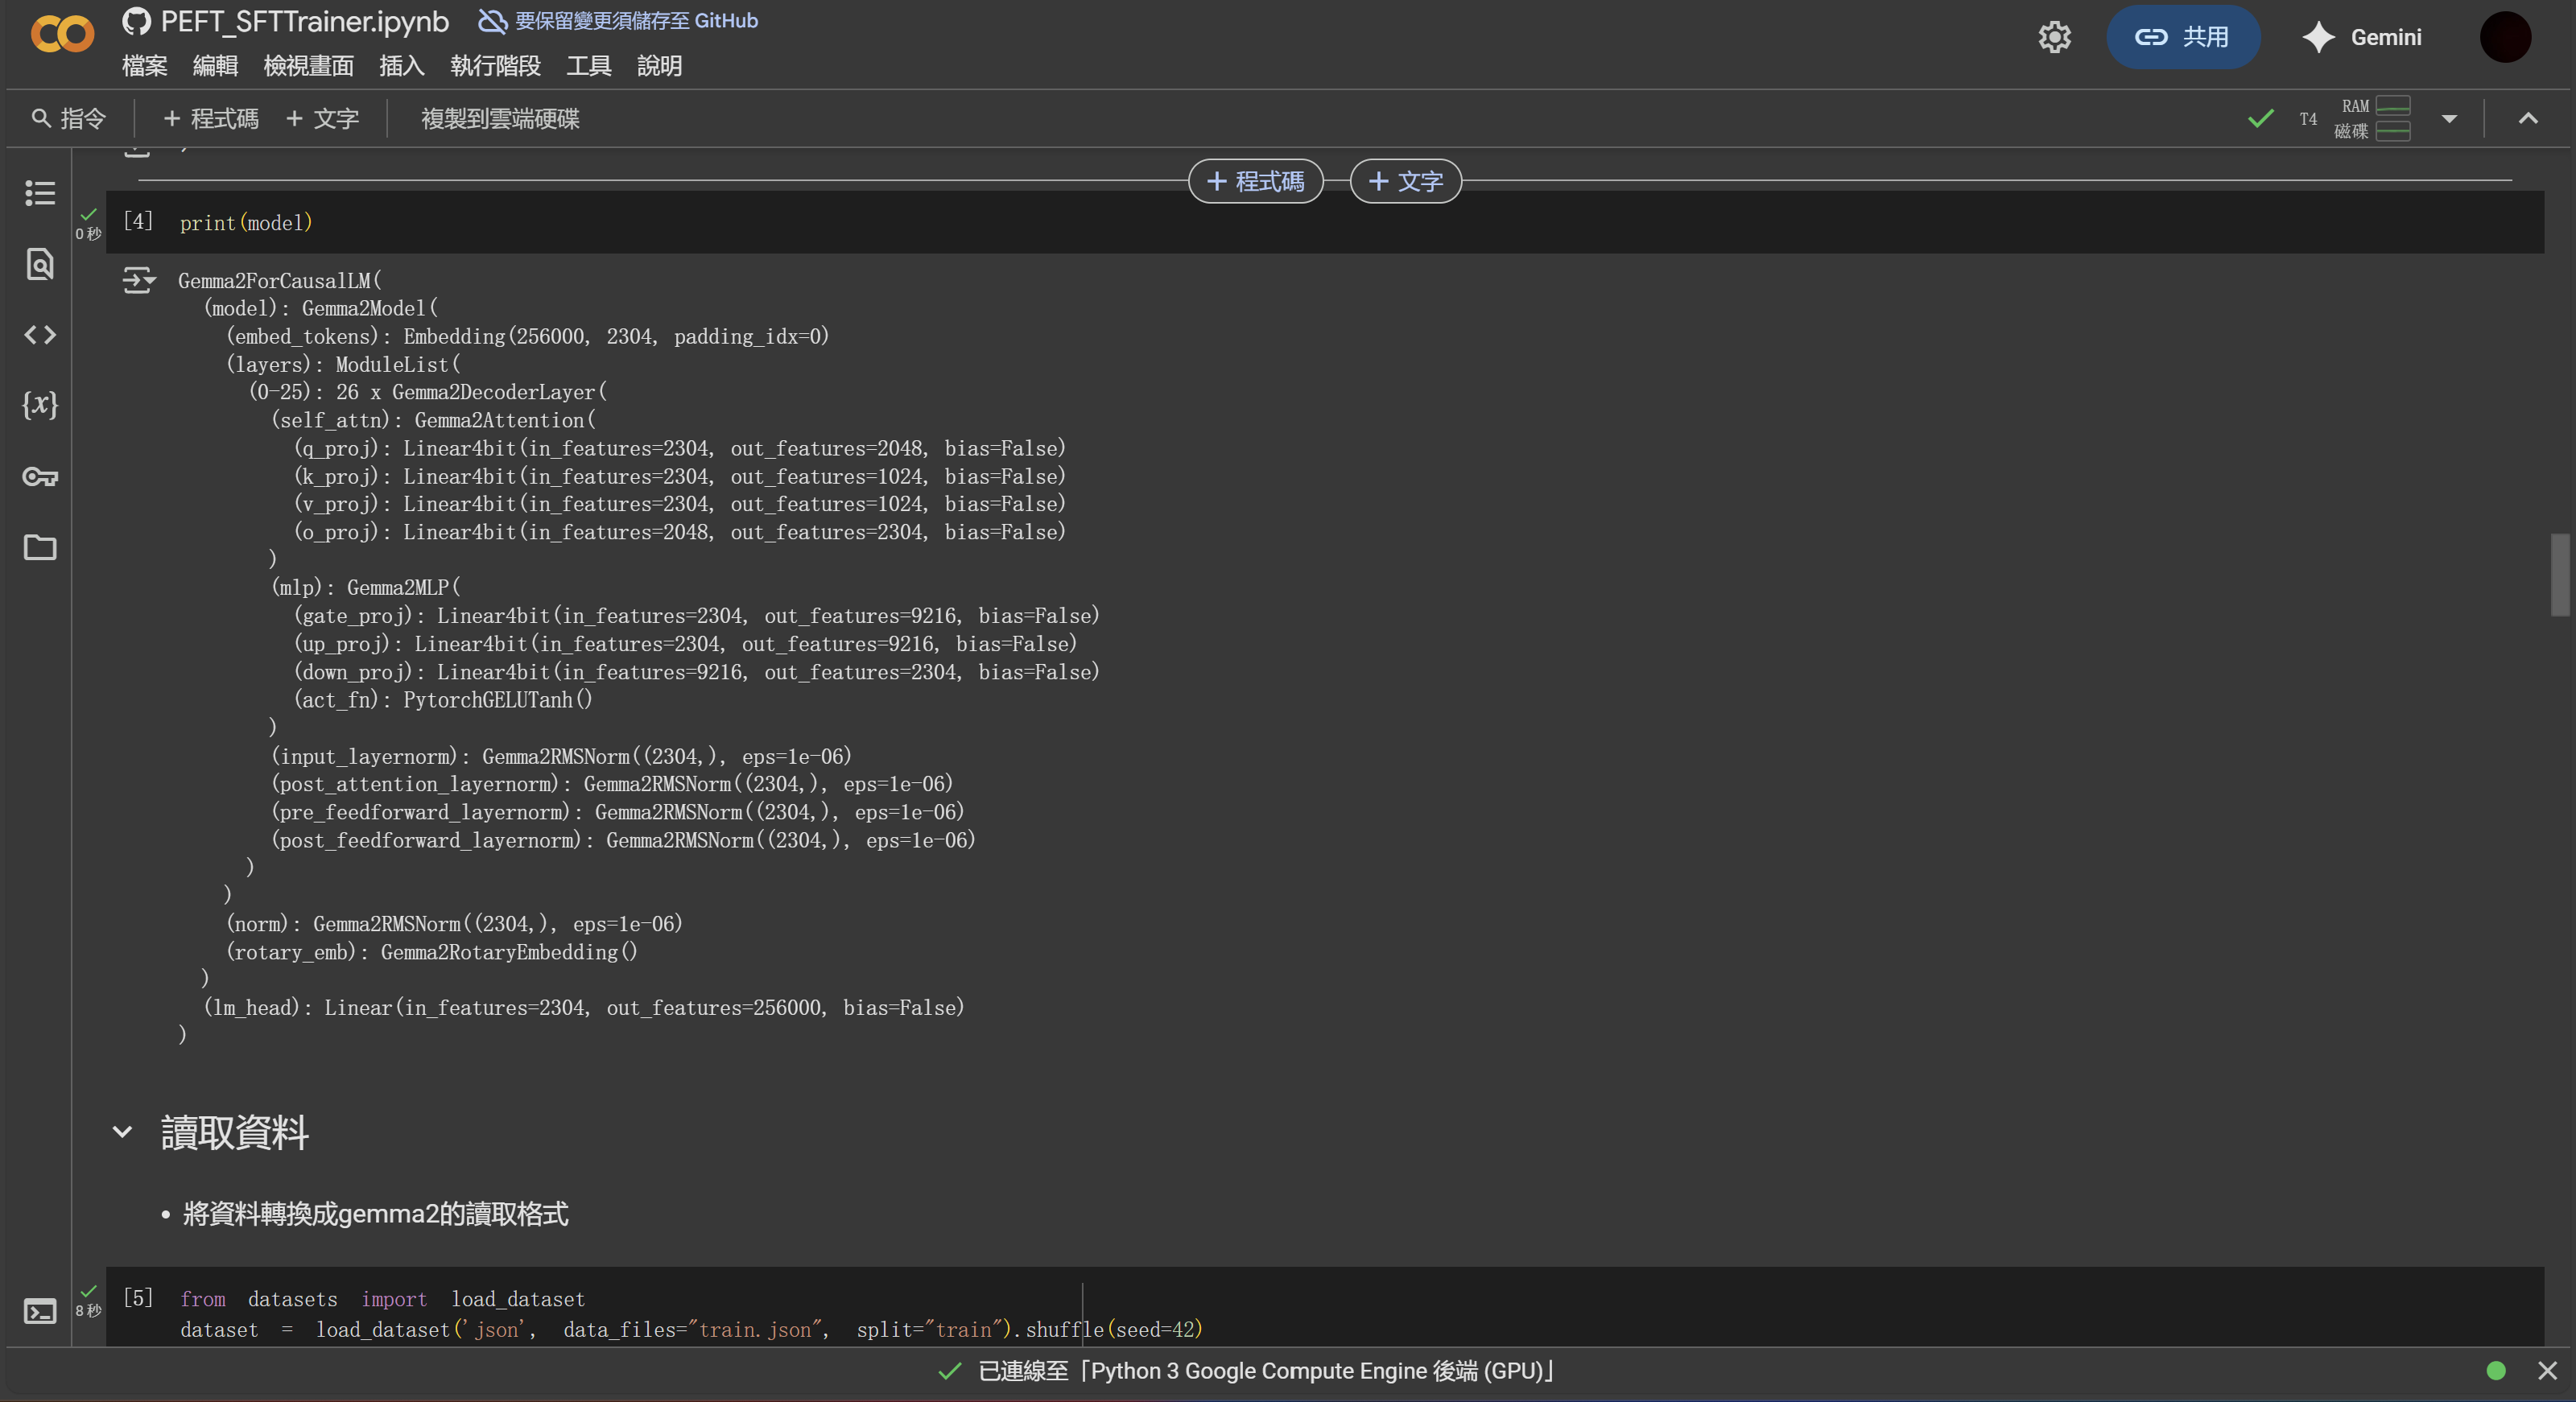 PEFT_SFTTrainer.ipynb 要保留變更須儲存至 GitHub
檔案 編輯 檢視畫面 插入 執行階段 工具 說明
共用 Gemini
指令 + 程式碼 + 文字 複製到雲端硬碟
T4 RAM
磁碟
+ 程式碼 + 文字
[4] print(model)
0 秒
Gemma2ForCausalLM(
(model): Gemma2Model(
(embed_tokens): Embedding(256000, 2304, padding_idx=0)
(layers): ModuleList(
(0-25): 26 x Gemma2DecoderLayer(
(self_attn): Gemma2Attention(
(q_proj): Linear4bit(in_features=2304, out_features=2048, bias=False)
(k_proj): Linear4bit(in_features=2304, out_features=1024, bias=False)
(v_proj): Linear4bit(in_features=2304, out_features=1024, bias=False)
(o_proj): Linear4bit(in_features=2048, out_features=2304, bias=False)
)
(mlp): Gemma2MLP(
(gate_proj): Linear4bit(in_features=2304, out_features=9216, bias=False)
(up_proj): Linear4bit(in_features=2304, out_features=9216, bias=False)
(down_proj): Linear4bit(in_features=9216, out_features=2304, bias=False)
(act_fn): PytorchGELUTanh()
)
(input_layernorm): Gemma2RMSNorm((2304,), eps=1e-06)
(post_attention_layernorm): Gemma2RMSNorm((2304,), eps=1e-06)
(pre_feedforward_layernorm): Gemma2RMSNorm((2304,), eps=1e-06)
(post_feedforward_layernorm): Gemma2RMSNorm((2304,), eps=1e-06)
)
)
(norm): Gemma2RMSNorm((2304,), eps=1e-06)
(rotary_emb): Gemma2RotaryEmbedding()
)
(lm_head): Linear(in_features=2304, out_features=256000, bias=False)
)
讀取資料
• 將資料轉換成gemma2的讀取格式
[5] from datasets import load_dataset
8 秒
dataset = load_dataset('json', data_files="train.json", split="train").shuffle(seed=42)
已連線至「Python 3 Google Compute Engine 後端 (GPU)」